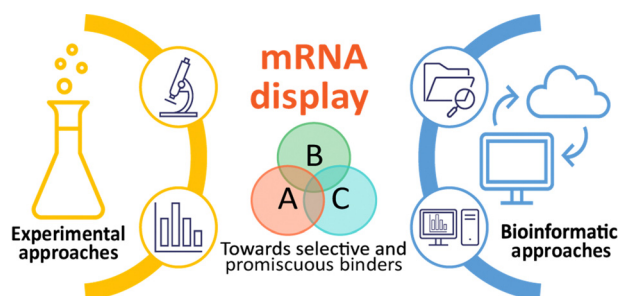 mRNA
display
B
A
C
Experimental
approaches
Towards selective and
promiscuous binders
Bioinformatic
approaches